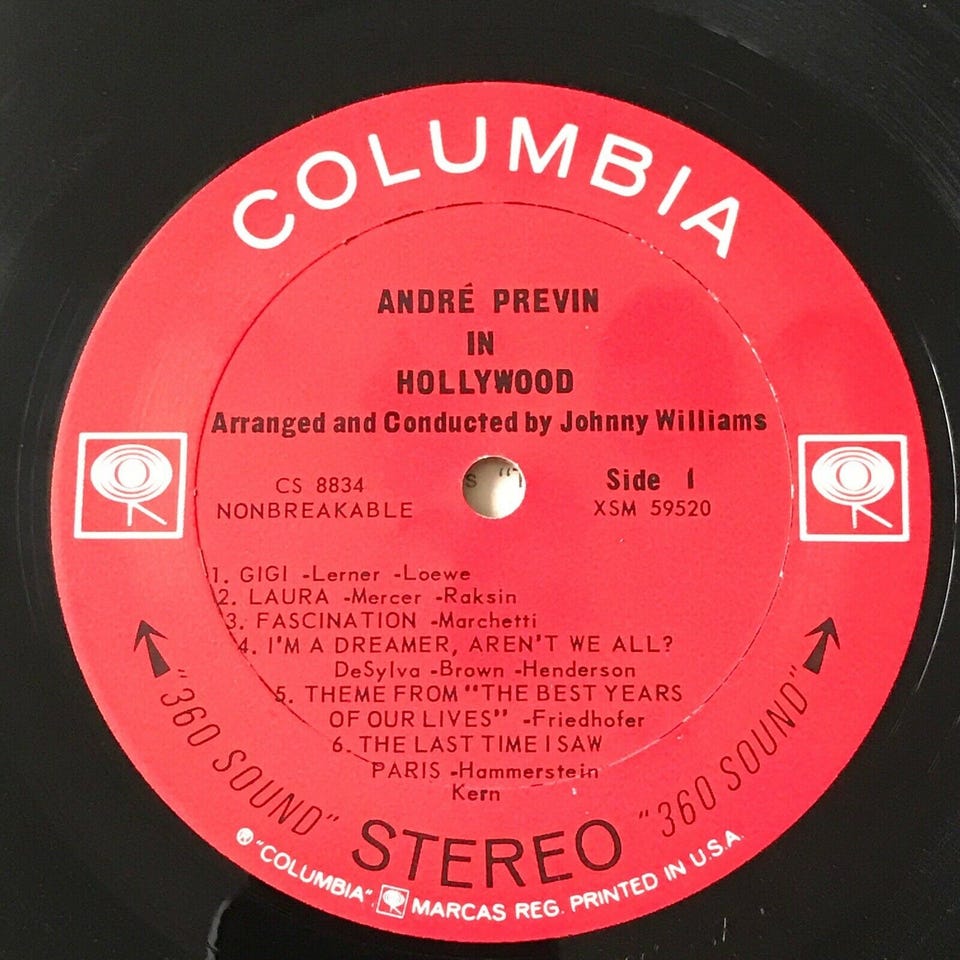 COLUMBIA
ANDRÉ PREVIN
IN
HOLLYWOOD
Arranged and Conducted by Johnny Williams
CS 8834
NONBREAKABLE
Side 1
XSM 59520
1. GIGI -Lerner -Loewe
2. LAURA -Mercer -Raksin
3. FASCINATION -Marchetti
4. I'M A DREAMER, AREN'T WE ALL?
DeSylva -Brown -Henderson
5. THEME FROM "THE BEST YEARS
OF OUR LIVES" -Friedhofer
6. THE LAST TIME I SAW
PARIS -Hammerstein
Kern
"360 SOUND"
STEREO
"360 SOUND"
® "COLUMBIA" MARCAS REG. PRINTED IN U.S.A.